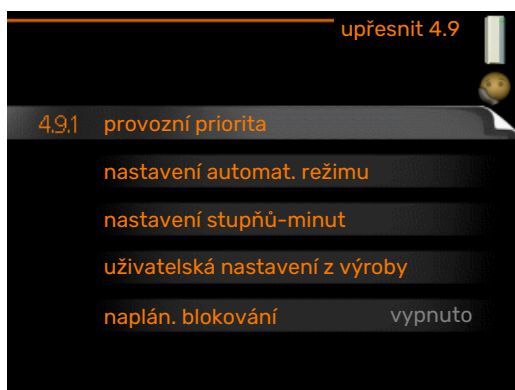 upřesnit 4.9
4.9.1 provozní priorita
nastavení automat. režimu
nastavení stupňů-minut
uživatelská nastavení z výroby
naplán. blokování vypnuto